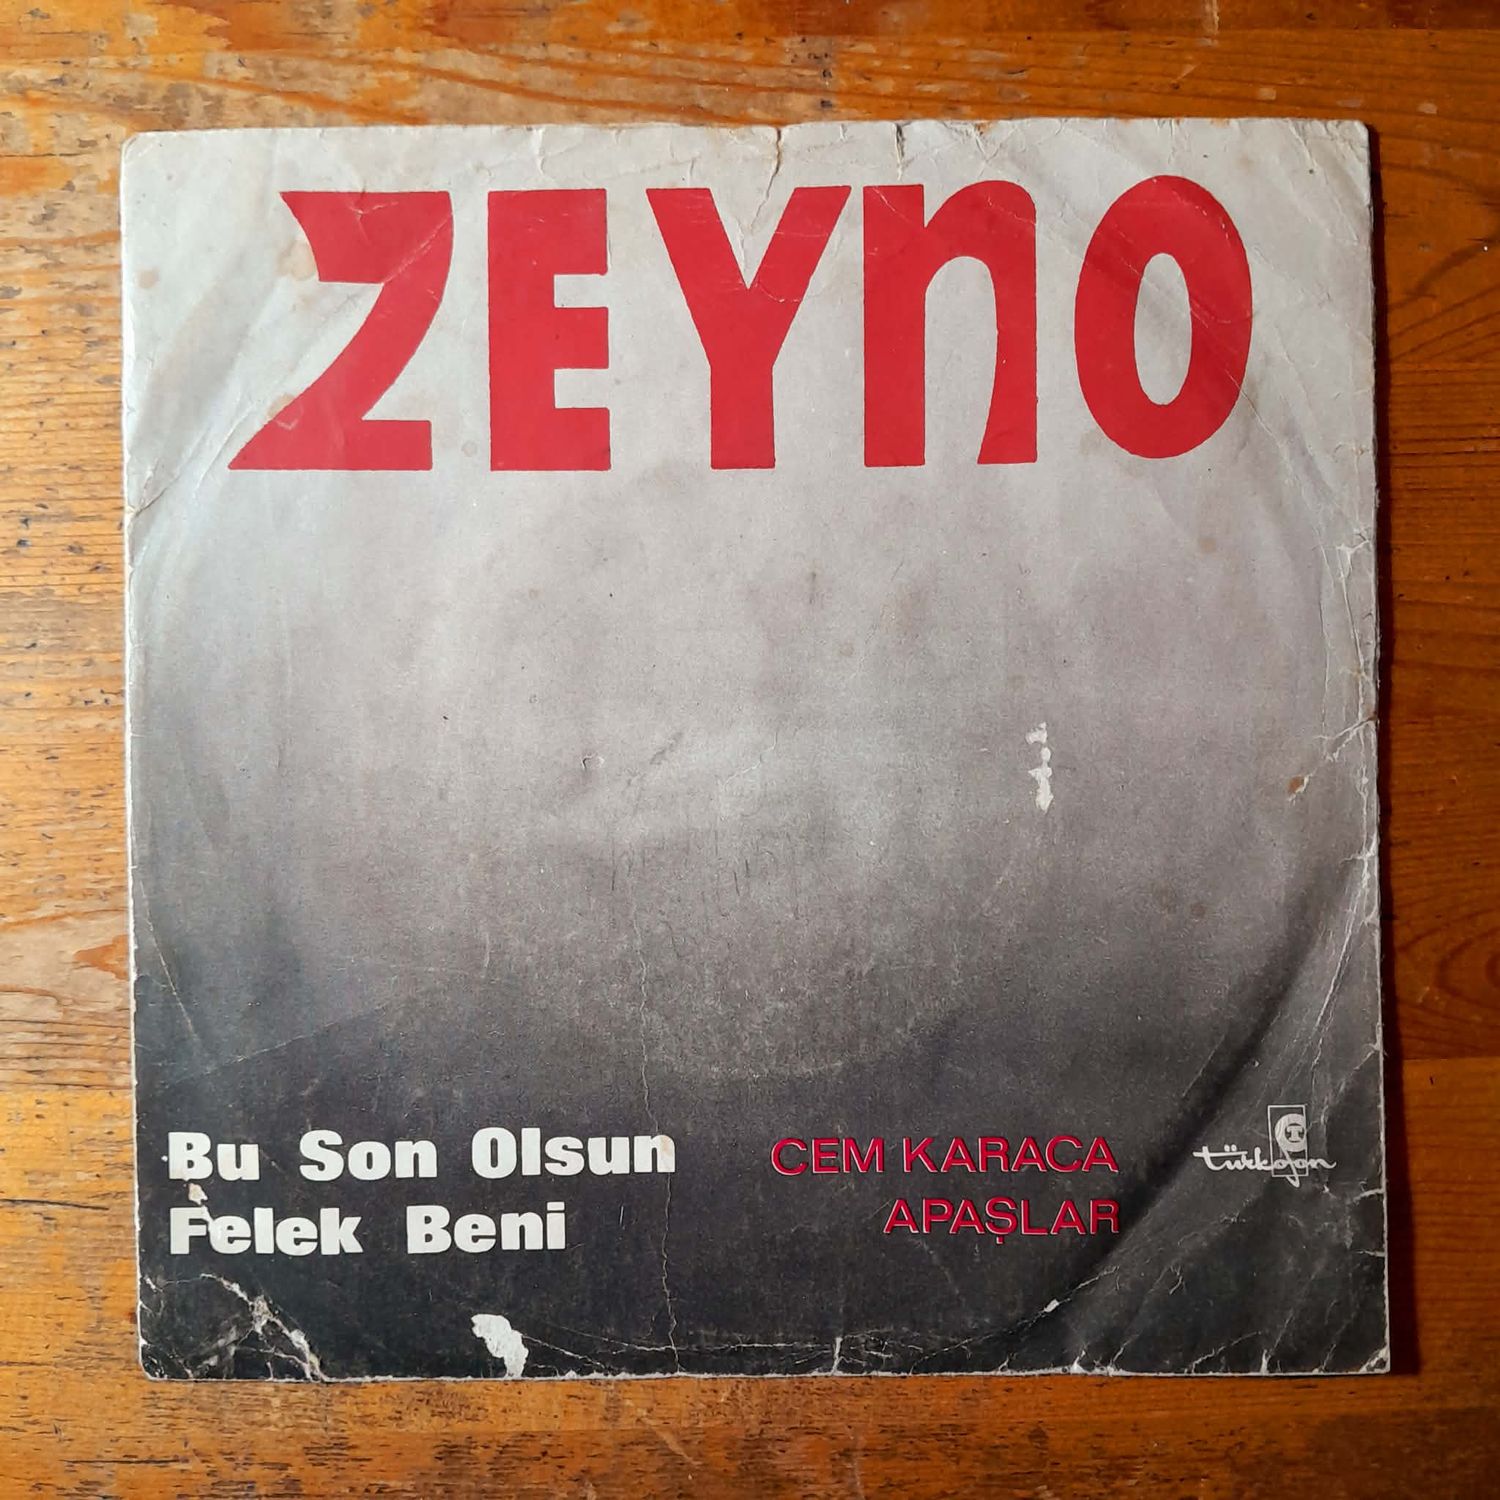 ZEYnO
Bu Son Olsun
Felek Beni
CEM KARACA
APAŞLAR
türkofon